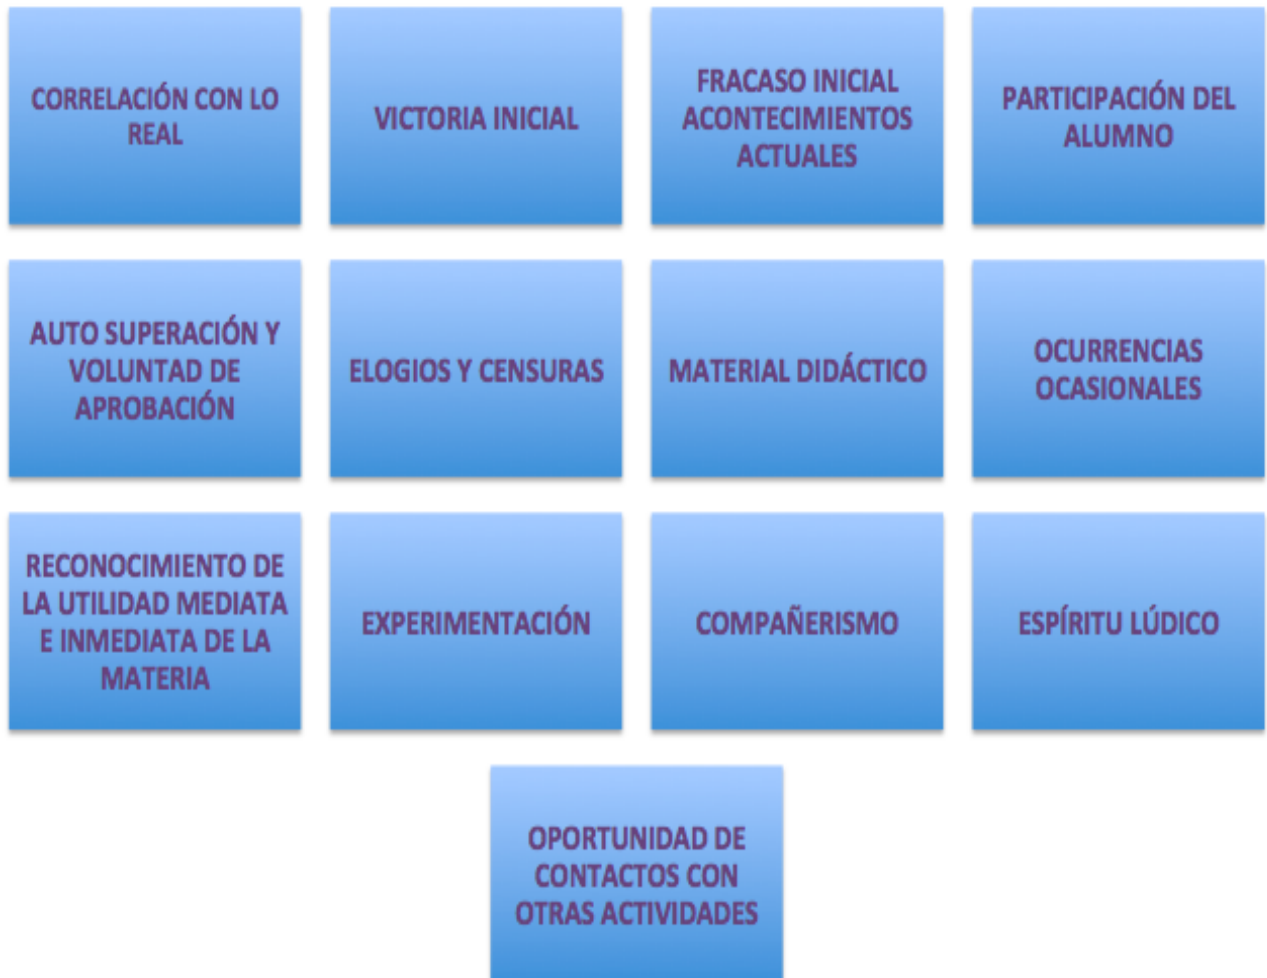 CORRELACIÓN CON LO
REAL
VICTORIA INICIAL
FRACASO INICIAL
ACONTECIMIENTOS
ACTUALES
PARTICIPACIÓN DEL
ALUMNO
AUTO SUPERACIÓN Y
VOLUNTAD DE
APROBACIÓN
ELOGIOS Y CENSURAS
MATERIAL DIDÁCTICO
OCURRENCIAS
OCASIONALES
RECONOCIMIENTO DE
LA UTILIDAD MEDIATA
E INMEDIATA DE LA
MATERIA
EXPERIMENTACIÓN
COMPAÑERISMO
ESPÍRITU LÚDICO
OPORTUNIDAD DE
CONTACTOS CON
OTRAS ACTIVIDADES